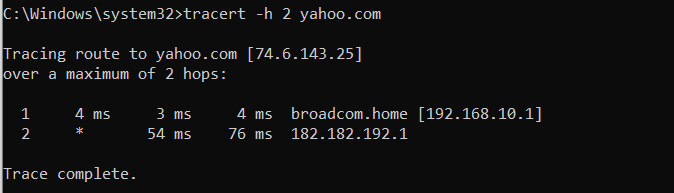 C:\Windows\system32>tracert -h 2 yahoo.com
Tracing route to yahoo.com [74.6.143.25]
over a maximum of 2 hops:
1 4 ms 3 ms 4 ms broadcom.home [192.168.10.1]
2 * 54 ms 76 ms 182.182.192.1
Trace complete.